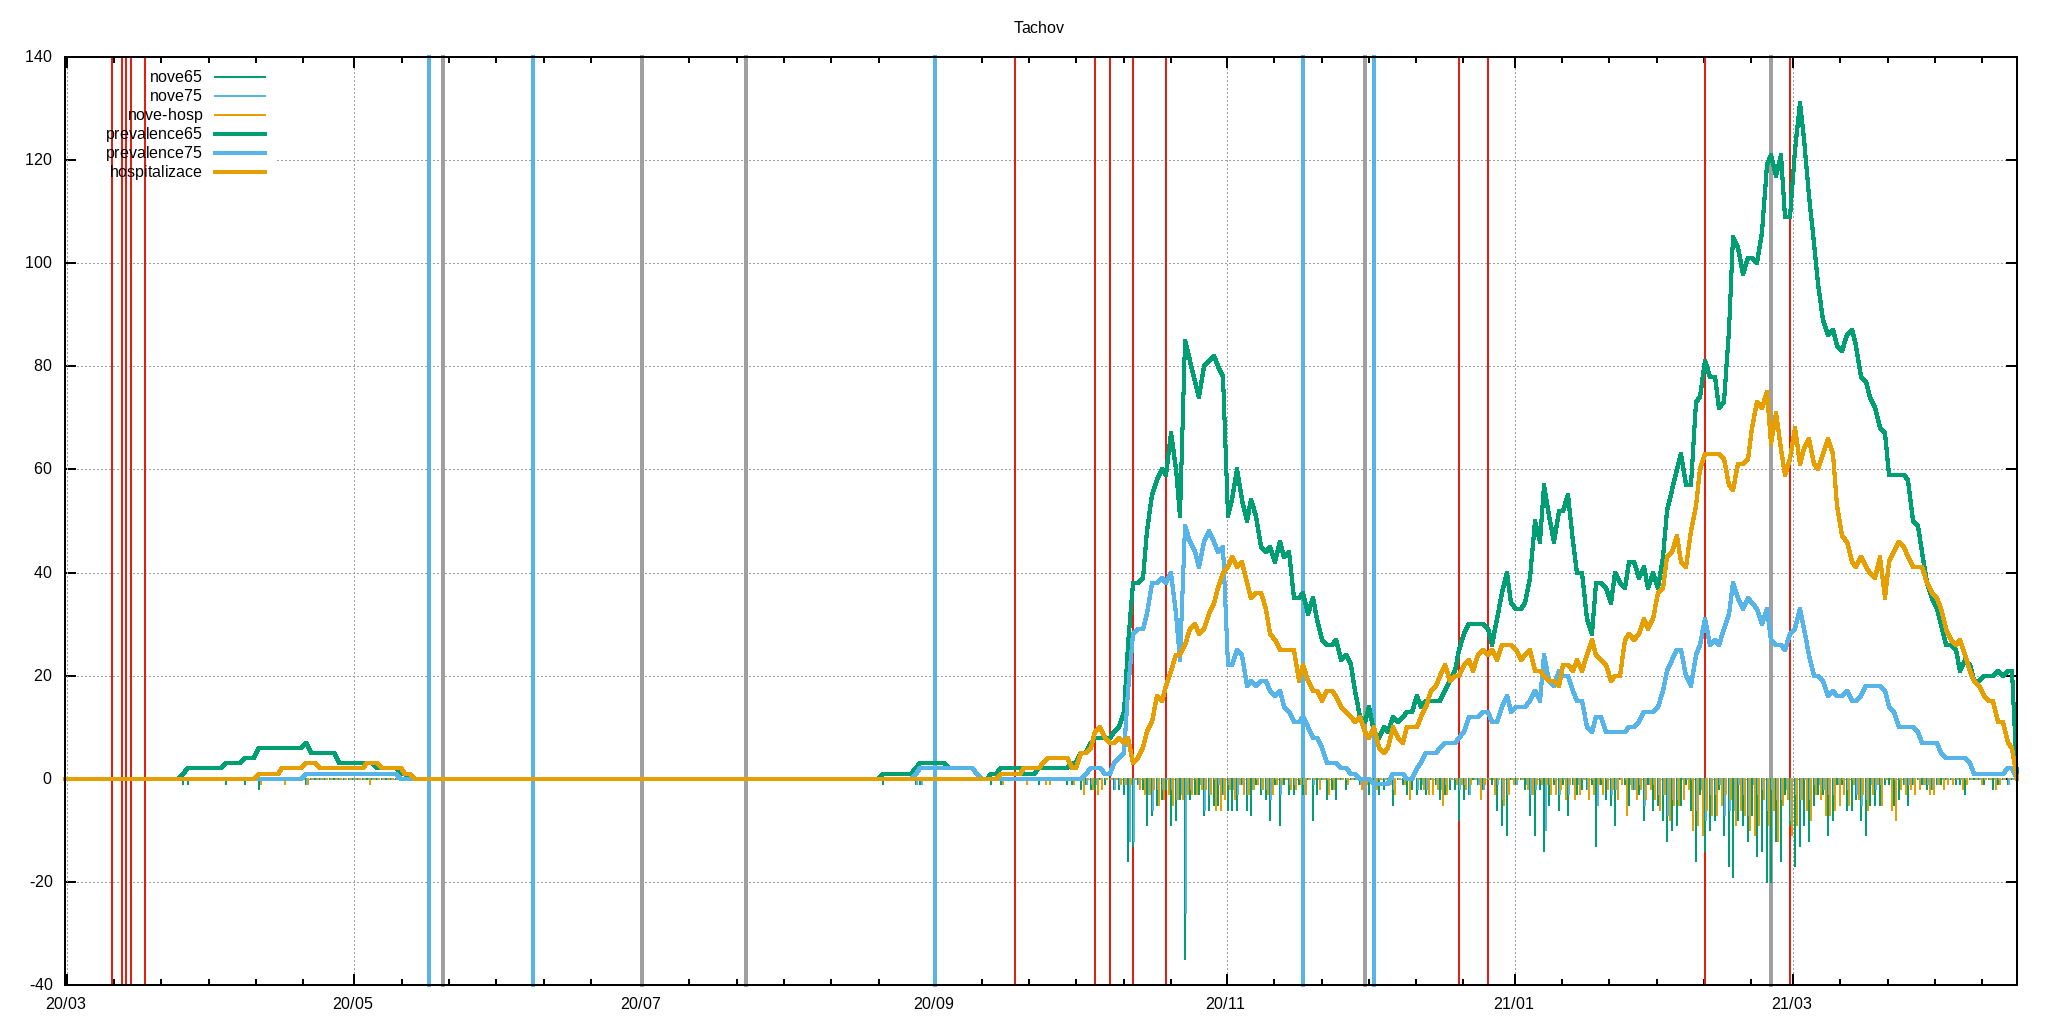 Tachov
140
120
100
80
60
40
20
0
-20
-40
nove65
nove75
nove-hosp
prevalence65
prevalence75
hospitalizace
20/03 20/05 20/07 20/09 20/11 21/01 21/03